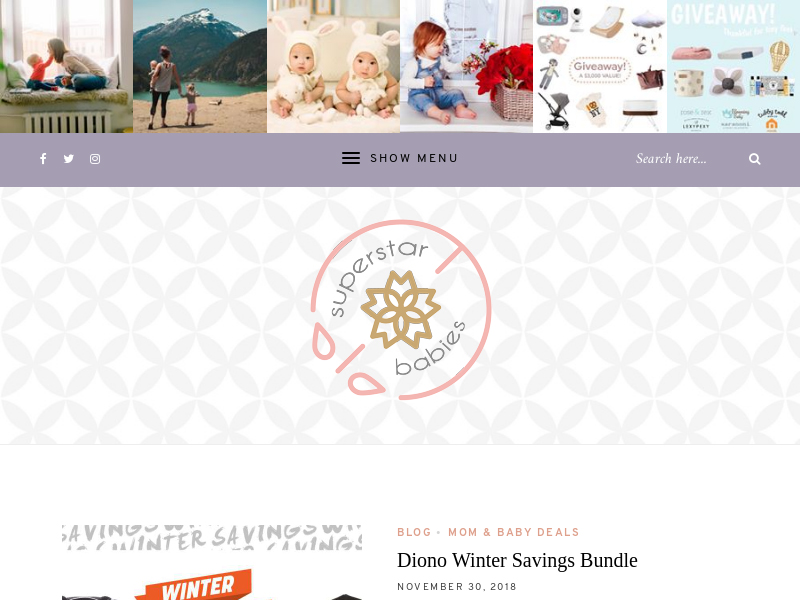 GIVEAWAY!
Giveaway!
A $3,000 VALUE!
SHOW MENU
Search here...
superstar
babies
BLOG • MOM & BABY DEALS
Diono Winter Savings Bundle
NOVEMBER 30, 2018
WINTER SAVINGS
WINTER